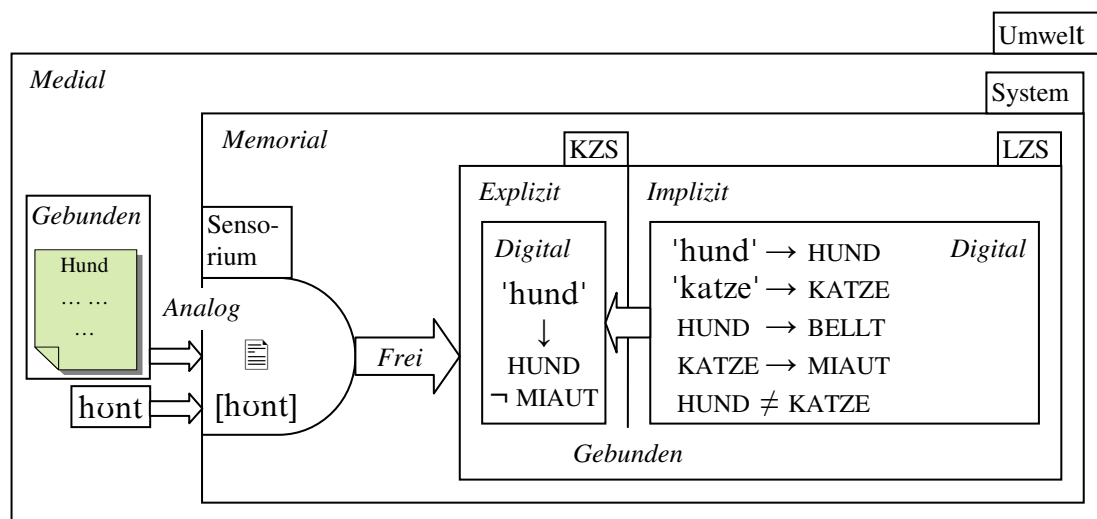 Umwelt
Medial
System
Memorial
KZS
LZS
Explizit
Implizit
Gebunden
Hund
... ...
...
Senso-
rium
Analog
hʊnt
[hʊnt]
Frei
Digital
'hund'
↓
HUND
¬ MIAUT
Digital
'hund' → HUND
'katze' → KATZE
HUND → BELLT
KATZE → MIAUT
HUND ≠ KATZE
Gebunden